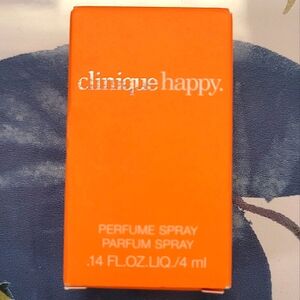 clinique happy.
PERFUME SPRAY
PARFUM SPRAY
.14 FL.OZ.LIQ./4 ml